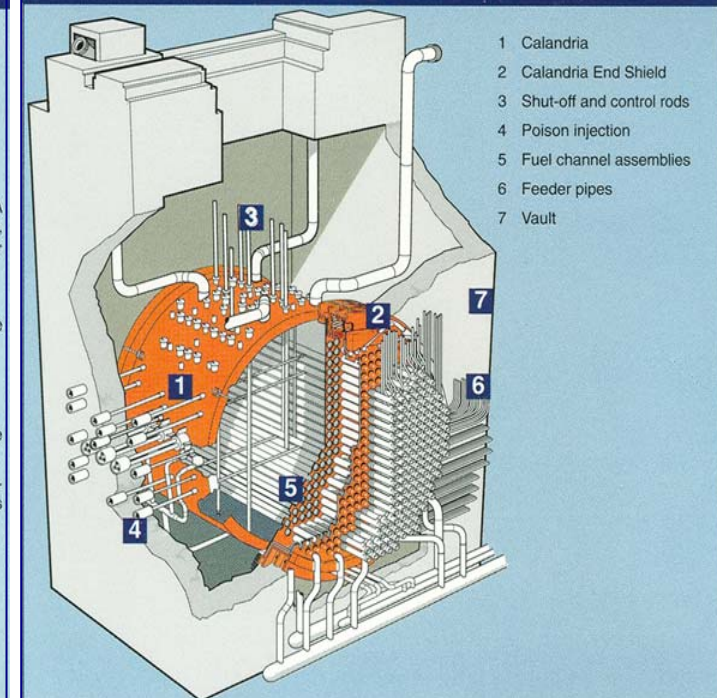 1 Calandria
2 Calandria End Shield
3 Shut-off and control rods
4 Poison injection
5 Fuel channel assemblies
6 Feeder pipes
7 Vault
3
2
7
1
6
5
4